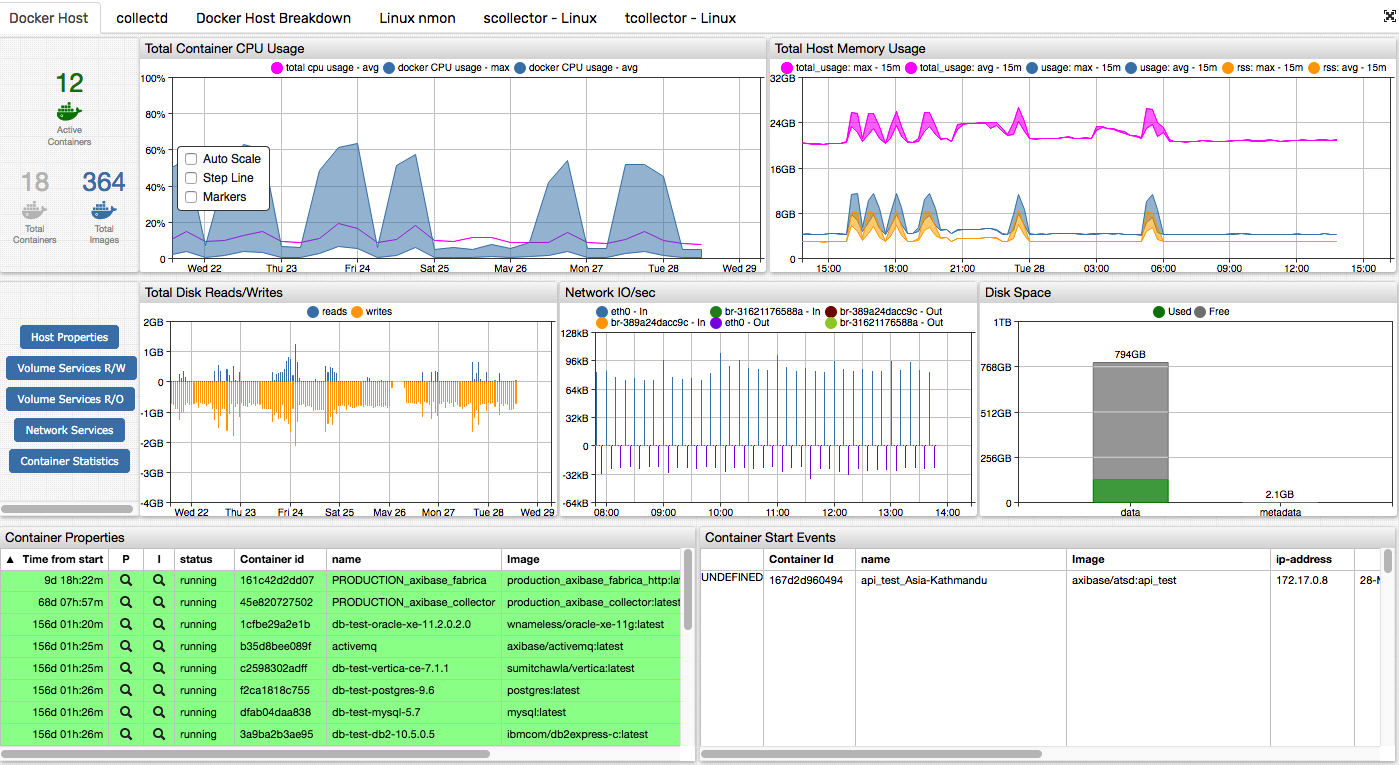 Docker Host collectd Docker Host Breakdown Linux nmon scollector - Linux tcollector - Linux
12
Active
Containers
18 364
Total Total
Containers Images
Total Container CPU Usage
total cpu usage - avg docker CPU usage - max docker CPU usage - avg
100%
80%
60%
40%
20%
0
Auto Scale
Step Line
Markers
Wed 22 Thu 23 Fri 24 Sat 25 May 26 Mon 27 Tue 28 Wed 29
Total Host Memory Usage
total_usage: max - 15m total_usage: avg - 15m usage: max - 15m usage: avg - 15m rss: max - 15m rss: avg - 15m
32GB
24GB
16GB
8GB
0
15:00 18:00 21:00 Tue 28 03:00 06:00 09:00 12:00 15:00
Host Properties
Volume Services R/W
Volume Services R/O
Network Services
Container Statistics
Total Disk Reads/Writes
reads writes
2GB
1GB
0
-1GB
-2GB
-3GB
-4GB
Wed 22 Thu 23 Fri 24 Sat 25 May 26 Mon 27 Tue 28 Wed 29
Network IO/sec
eth0 - In br-31621176588a - In br-389a24dacc9c - Out
br-389a24dacc9c - In eth0 - Out br-31621176588a - Out
128kB
96kB
64kB
32kB
0
-32kB
-64kB
08:00 09:00 10:00 11:00 12:00 13:00 14:00
Disk Space
Used Free
1TB
768GB
512GB
256GB
0
794GB
2.1GB
data metadata
Container Properties
▲ Time from start P I status Container id name Image
9d 18h:22m running 161c42d2dd07 PRODUCTION_axibase_fabrica production_axibase_fabrica_http:lat
68d 07h:57m running 45e820727502 PRODUCTION_axibase_collector production_axibase_collector:latest
156d 01h:20m running 1cfbe29a2e1b db-test-oracle-xe-11.2.0.2.0 wnameless/oracle-xe-11g:latest
156d 01h:25m running b35d8bee089f activemq axibase/activemq:latest
156d 01h:25m running c2598302adff db-test-vertica-ce-7.1.1 sumitchawla/vertica:latest
156d 01h:26m running f2ca1818c755 db-test-postgres-9.6 postgres:latest
156d 01h:26m running dfab04daa838 db-test-mysql-5.7 mysql:latest
156d 01h:26m running 3a9ba2b3ae95 db-test-db2-10.5.0.5 ibmcom/db2express-c:latest
Container Start Events
Container Id name Image ip-address
UNDEFINED 167d2d960494 api_test_Asia-Kathmandu axibase/atsd:api_test 172.17.0.8 28-M